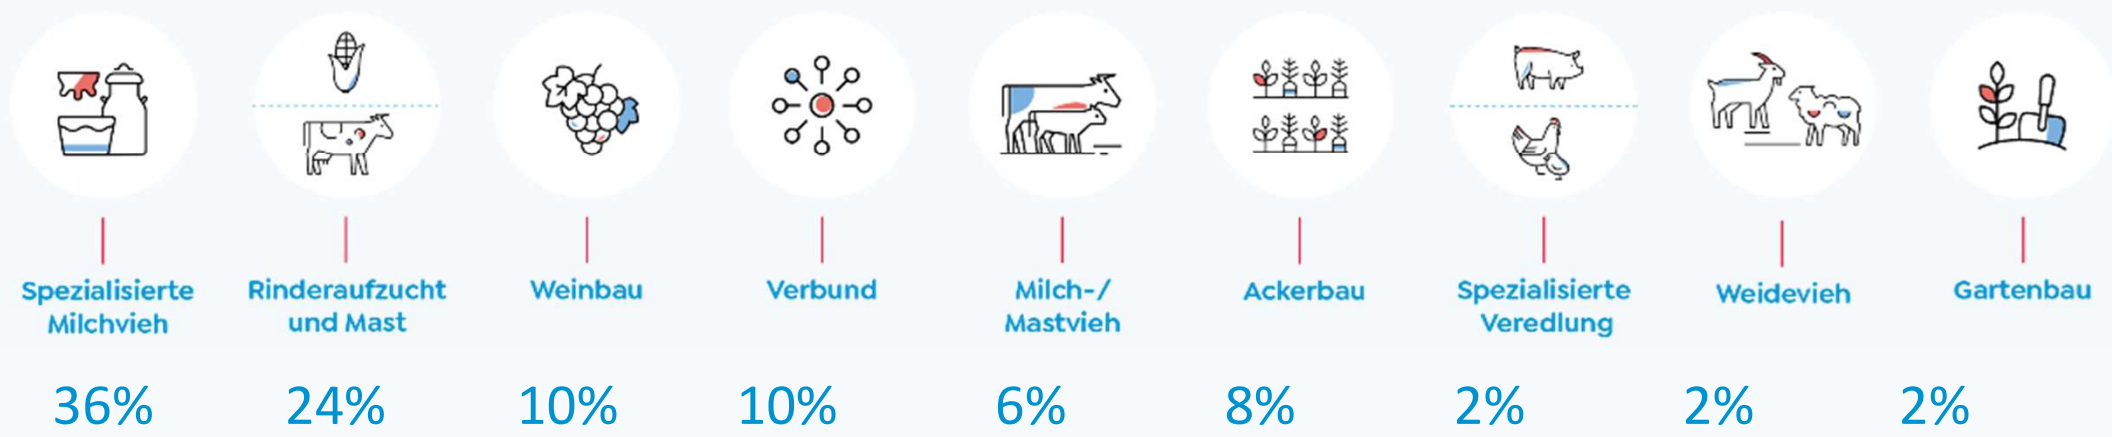 Spezialisierte
Milchvieh
Rinderaufzucht
und Mast
Weinbau
Verbund
Milch-/
Mastvieh
Ackerbau
Spezialisierte
Veredlung
Weidevieh
Gartenbau
36%
24%
10%
10%
6%
8%
2%
2%
2%